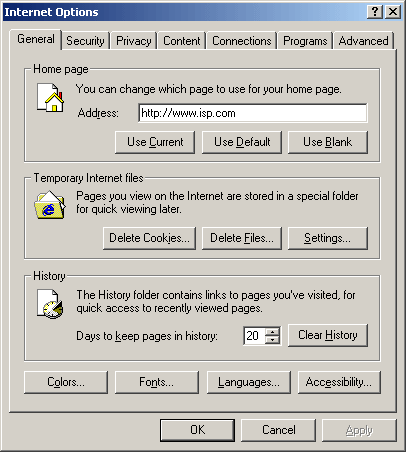 Internet Options
General Security Privacy Content Connections Programs Advanced
Home page
You can change which page to use for your home page.
Address: http://www.isp.com
Use Current Use Default Use Blank
Temporary Internet files
Pages you view on the Internet are stored in a special folder
for quick viewing later.
Delete Cookies... Delete Files... Settings...
History
The History folder contains links to pages you've visited, for
quick access to recently viewed pages.
Days to keep pages in history: 20 Clear History
Colors... Fonts... Languages... Accessibility...
OK Cancel Apply